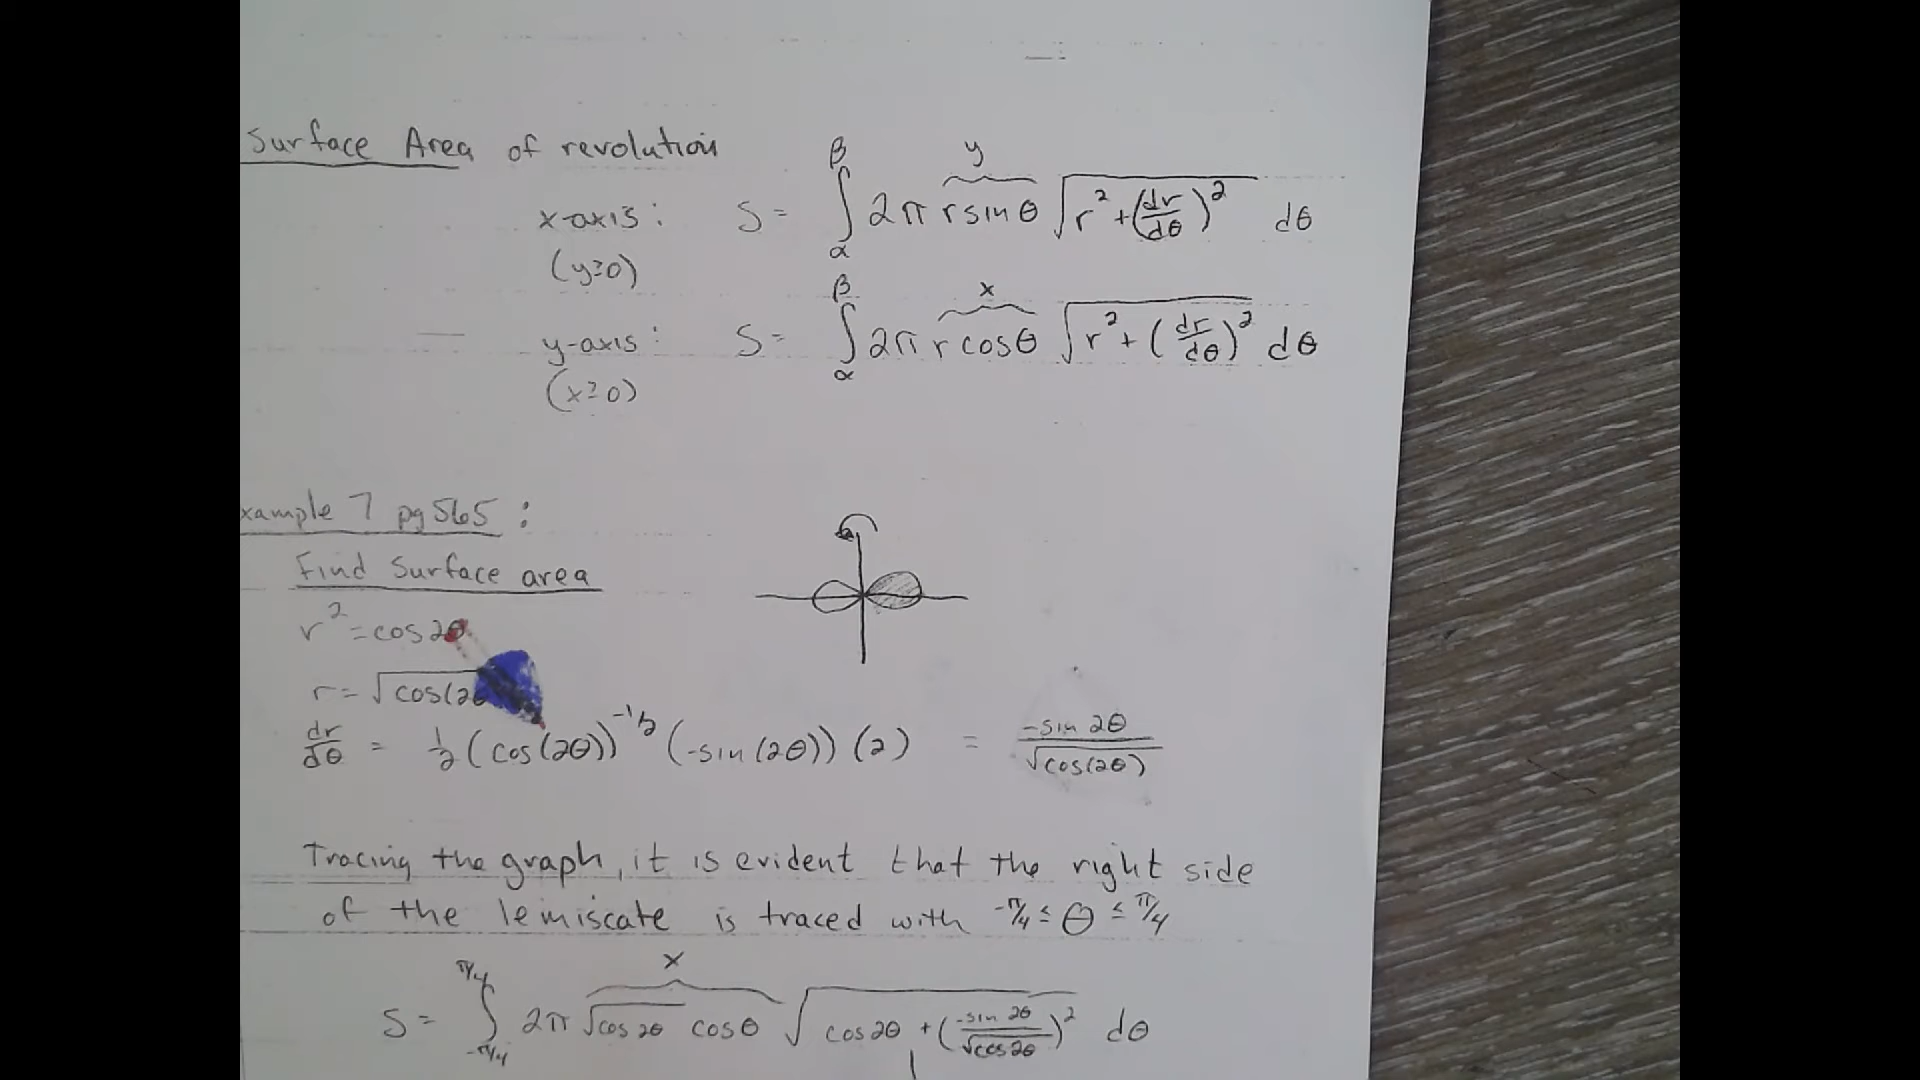 Surface Area of revolution
x-axis: S = ∫_α^β 2π r sin θ √(r² + (dr/dθ)²) dθ
y
(y≥0)
y-axis: S = ∫_α^β 2π r cos θ √(r² + (dr/dθ)²) dθ
x
(x≥0)
xample 7 pg 565:
Find Surface area
r² = cos 2θ
r = √cos(2θ
dr/dθ = 1/2 (cos(2θ))^(-1/2) (-sin(2θ)) (2) = -sin 2θ / √cos(2θ)
Tracing the graph, it is evident that the right side
of the lemiscate is traced with -π/4 ≤ θ ≤ π/4
x
S = ∫_(-π/4)^(π/4) 2π √cos 2θ cos θ √(cos 2θ + (-sin 2θ / √cos 2θ)²) dθ